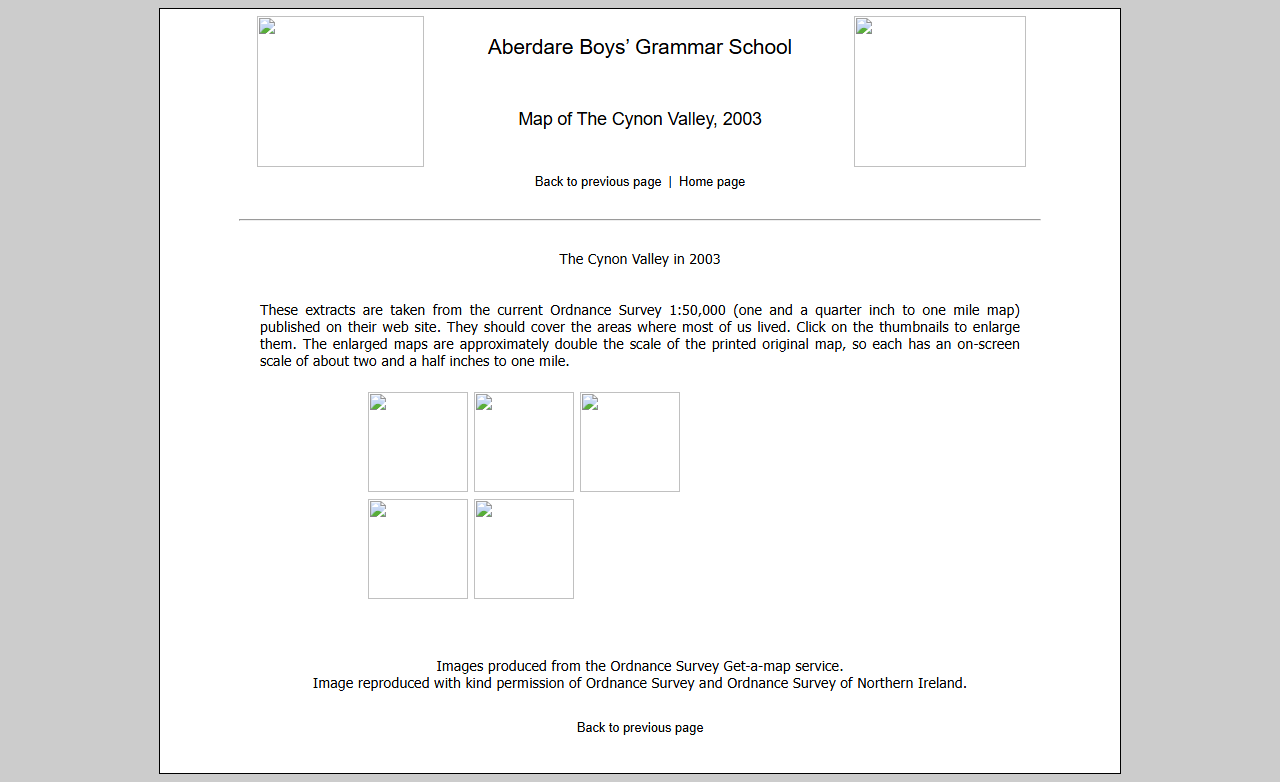 Aberdare Boys’ Grammar School
Map of The Cynon Valley, 2003
Back to previous page | Home page
The Cynon Valley in 2003
These extracts are taken from the current Ordnance Survey 1:50,000 (one and a quarter inch to one mile map)
published on their web site. They should cover the areas where most of us lived. Click on the thumbnails to enlarge
them. The enlarged maps are approximately double the scale of the printed original map, so each has an on-screen
scale of about two and a half inches to one mile.
Images produced from the Ordnance Survey Get-a-map service.
Image reproduced with kind permission of Ordnance Survey and Ordnance Survey of Northern Ireland.
Back to previous page